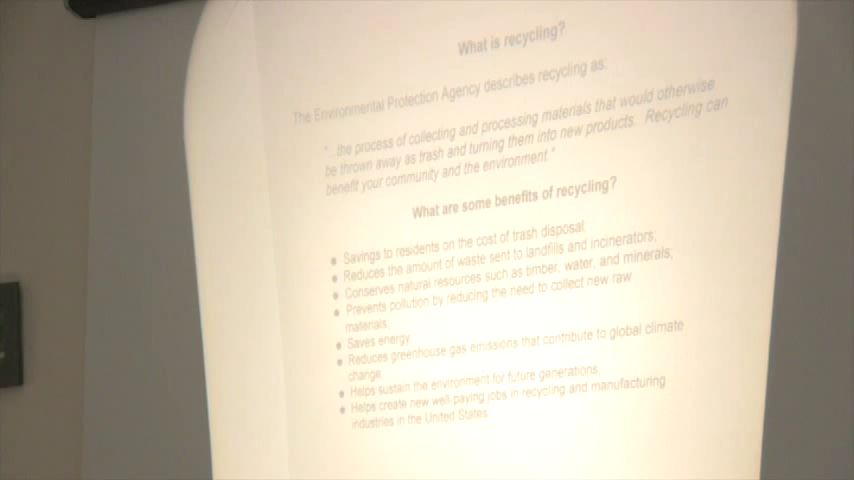 What is recycling?
The Environmental Protection Agency describes recycling as:
"...the process of collecting and processing materials that would otherwise
be thrown away as trash and turning them into new products. Recycling can
benefit your community and the environment."
What are some benefits of recycling?
● Savings to residents on the cost of trash disposal;
● Reduces the amount of waste sent to landfills and incinerators;
● Conserves natural resources such as timber, water, and minerals;
● Prevents pollution by reducing the need to collect new raw
materials;
● Saves energy
● Reduces greenhouse gas emissions that contribute to global climate
change;
● Helps sustain the environment for future generations;
● Helps create new well-paying jobs in recycling and manufacturing
industries in the United States.